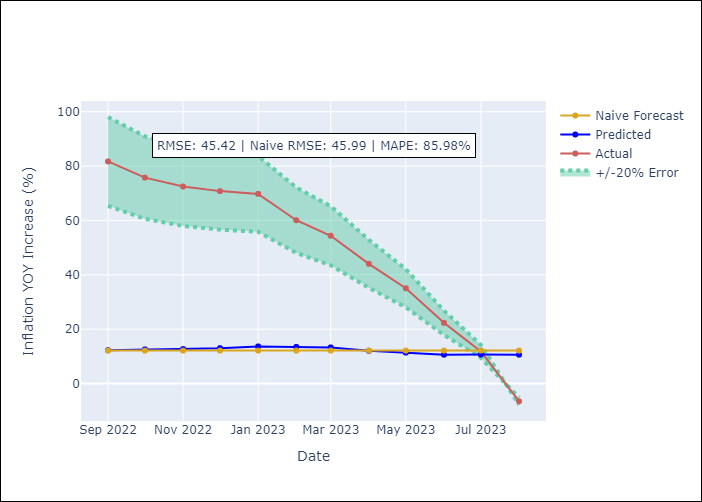 RMSE: 45.42 | Naive RMSE: 45.99 | MAPE: 85.98%
Naive Forecast
Predicted
Actual
+/-20% Error
Inflation YOY Increase (%)
100
80
60
40
20
0
Sep 2022
Nov 2022
Jan 2023
Mar 2023
May 2023
Jul 2023
Date